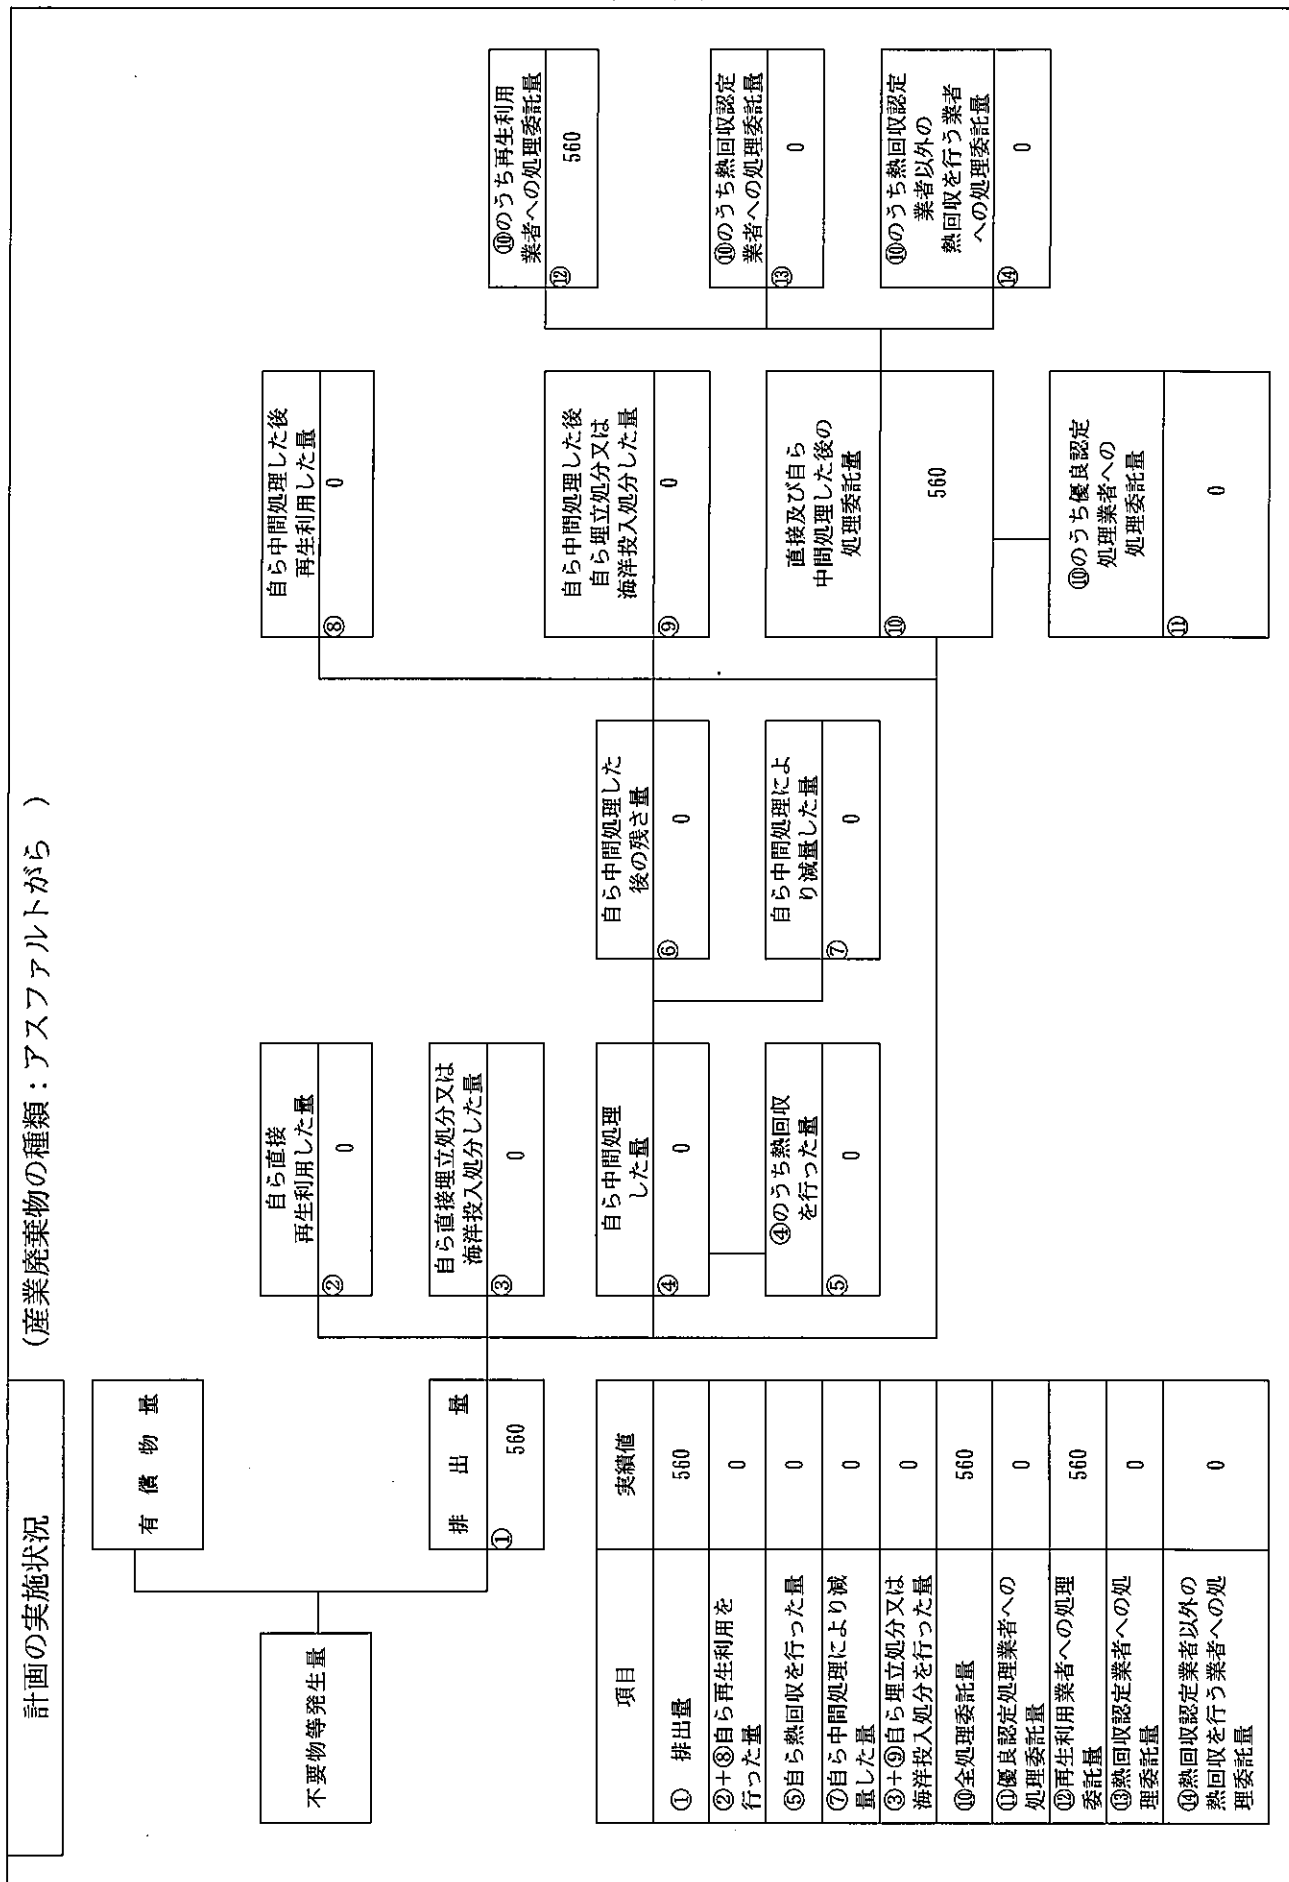 計画の実施状況
(産業廃棄物の種類：アスファルトがら　)
不要物等発生量
有償物量
排出量
①
560
自ら直接
再生利用した量
②
0
自ら直接埋立処分又は
海洋投入処分した量
③
0
自ら中間処理
した量
④
0
④のうち熱回収
を行った量
⑤
0
自ら中間処理した
後の残さ量
⑥
0
自ら中間処理によ
り減量した量
⑦
0
自ら中間処理した後
再生利用した量
⑧
0
自ら中間処理した後
自ら埋立処分又は
海洋投入処分した量
⑨
0
直接及び自ら
中間処理した後の
処理委託量
⑩
560
⑩のうち優良認定
処理業者への
処理委託量
⑪
0
⑩のうち再生利用
業者への処理委託量
⑫
560
⑩のうち熱回収認定
業者への処理委託量
⑬
0
⑩のうち熱回収認定
業者以外の
熱回収を行う業者
への処理委託量
⑭
0
項目　実績値
①　排出量　560
②+⑧自ら再生利用を
行った量　0
⑤自ら熱回収を行った量　0
⑦自ら中間処理により減
量した量　0
③+⑨自ら埋立処分又は
海洋投入処分を行った量　0
⑩全処理委託量　560
⑪優良認定処理業者への
処理委託量　0
⑫再生利用業者への処理
委託量　560
⑬熱回収認定業者への処
理委託量　0
⑭熱回収認定業者以外の
熱回収を行う業者への処
理委託量　0